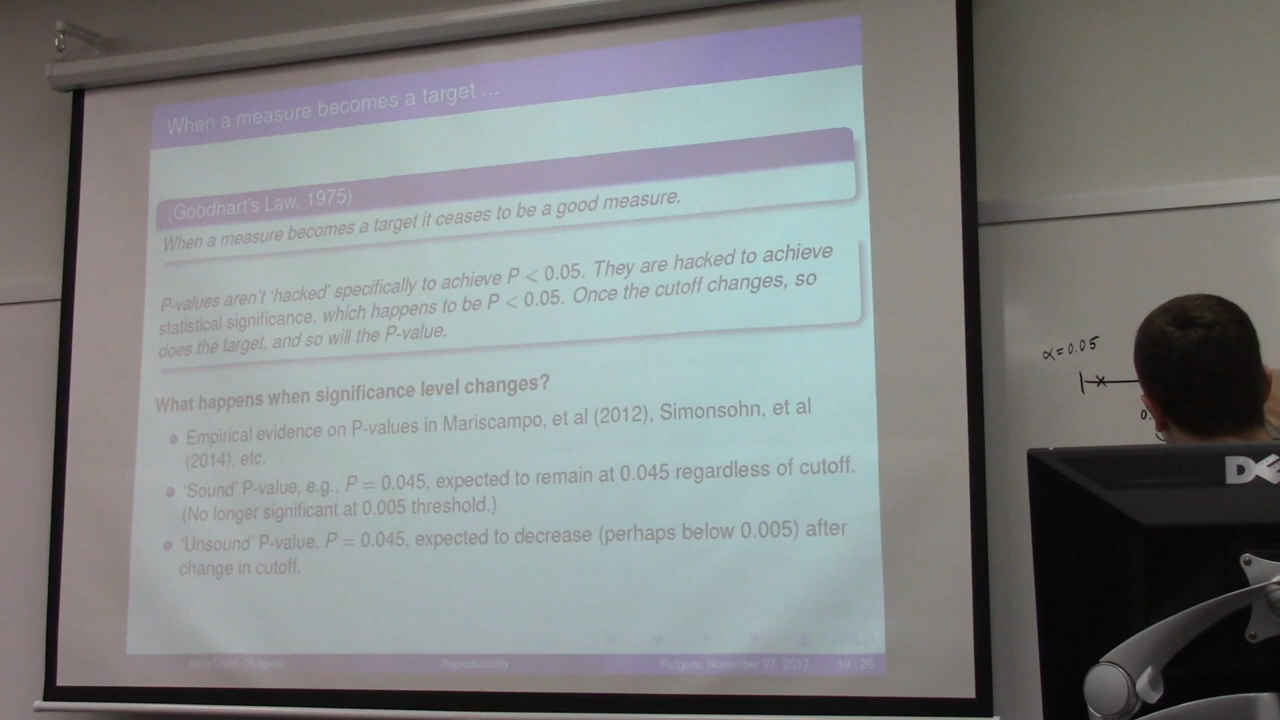 When a measure becomes a target ...
(Goodhart's Law, 1975)
When a measure becomes a target it ceases to be a good measure.
P-values aren't 'hacked' specifically to achieve P < 0.05. They are hacked to achieve
statistical significance, which happens to be P < 0.05. Once the cutoff changes, so
does the target, and so will the P-value.
What happens when significance level changes?
Empirical evidence on P-values in Mariscampo, et al (2012), Simonsohn, et al
(2014), etc.
'Sound' P-value, e.g., P = 0.045, expected to remain at 0.045 regardless of cutoff.
(No longer significant at 0.005 threshold.)
'Unsound' P-value, P = 0.045, expected to decrease (perhaps below 0.005) after
change in cutoff.
(Rutgers)
Reproducibility
Rutgers, November 27, 2017
19 / 26
α = 0.05
0.
DE